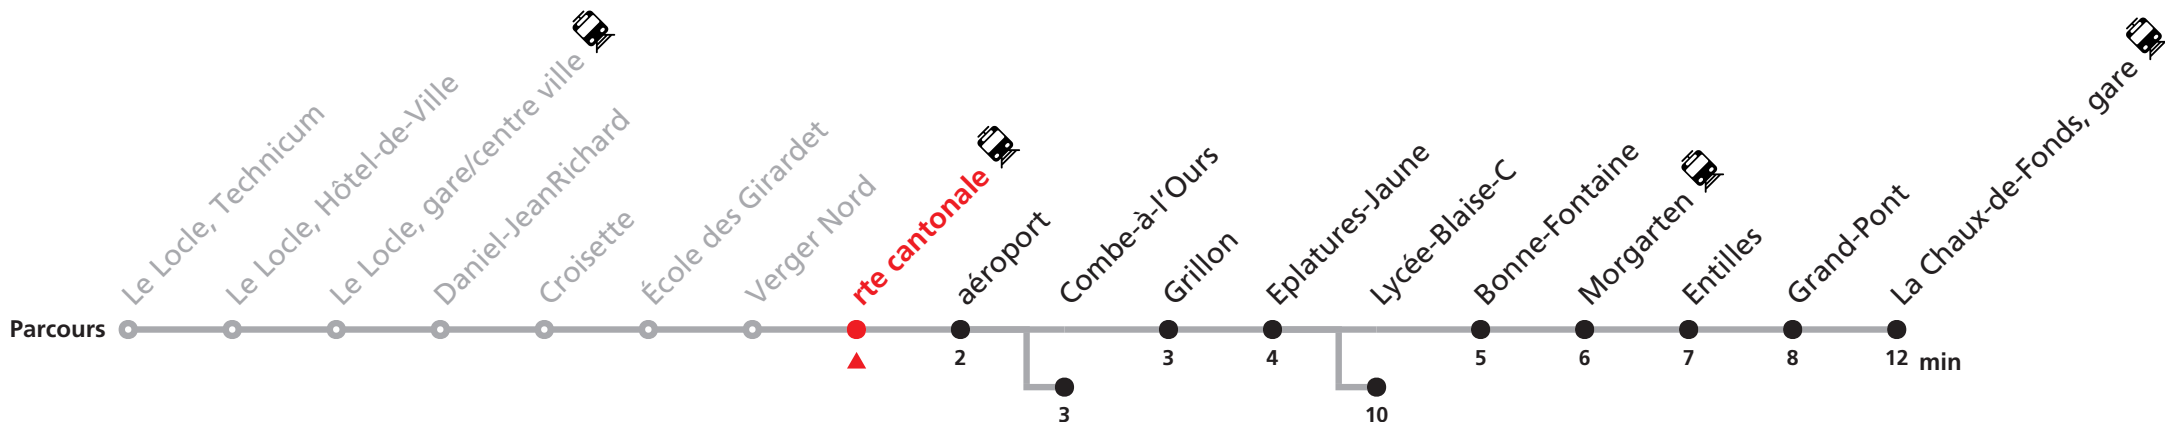 Le Locle, Technicum
Le Locle, Hôtel-de-Ville
Le Locle, gare/centre ville
Daniel-JeanRichard
Croisette
École des Girardet
Verger Nord
rte cantonale
aéroport
Combe-à-l'Ours
Grillon
Eplatures-Jaune
Lycée-Blaise-C
Bonne-Fontaine
Morgarten
Entilles
Grand-Pont
La Chaux-de-Fonds, gare
Parcours
2 3 4 5 6 7 8 12 min
3 10